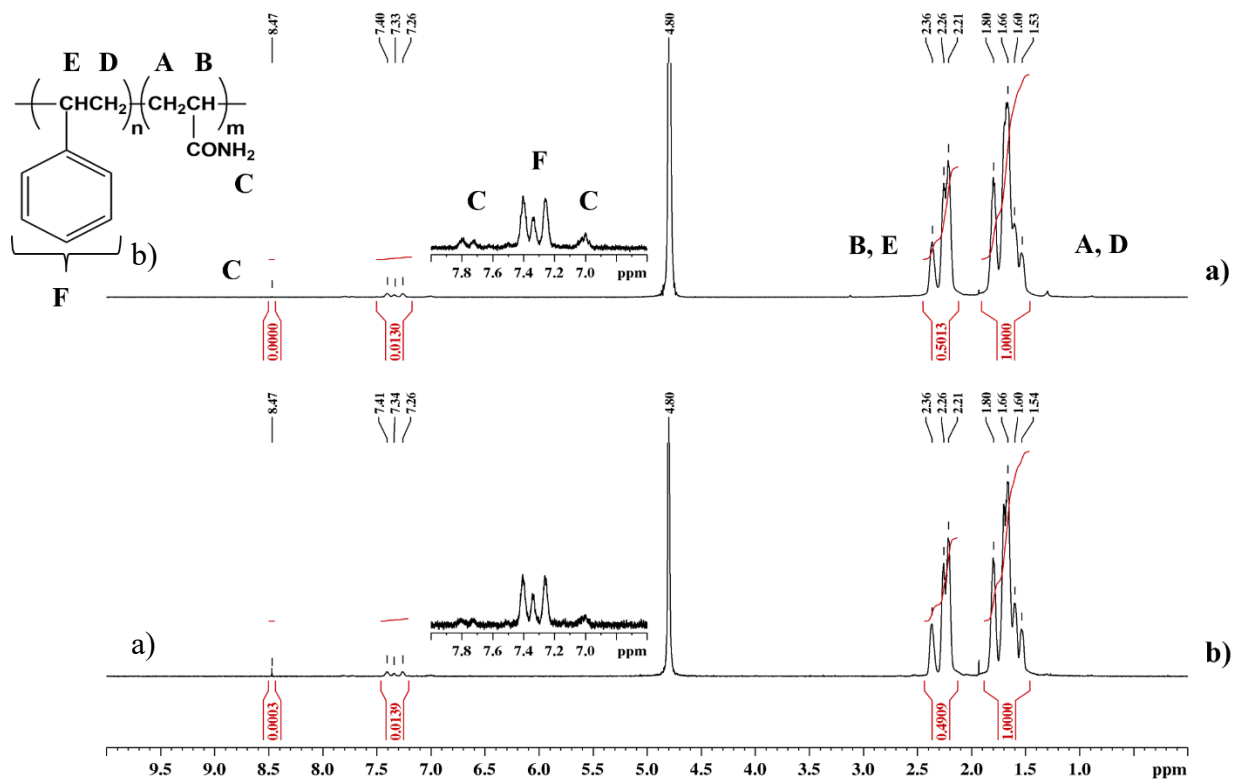 8.47
7.40
7.33
7.26
4.80
2.36
2.26
2.21
1.80
1.66
1.60
1.53
E D A B
CHCH₂ CH₂CH
n m
CONH₂
C
F
b)
C
C F C
7.8 7.6 7.4 7.2 7.0 ppm
B, E
A, D
a)
0.0000
0.0130
0.5013
1.0000
8.47
7.41
7.34
7.26
4.80
2.36
2.26
2.21
1.80
1.66
1.60
1.54
7.8 7.6 7.4 7.2 7.0 ppm
a)
b)
0.0003
0.0139
0.4909
1.0000
9.5 9.0 8.5 8.0 7.5 7.0 6.5 6.0 5.5 5.0 4.5 4.0 3.5 3.0 2.5 2.0 1.5 1.0 ppm